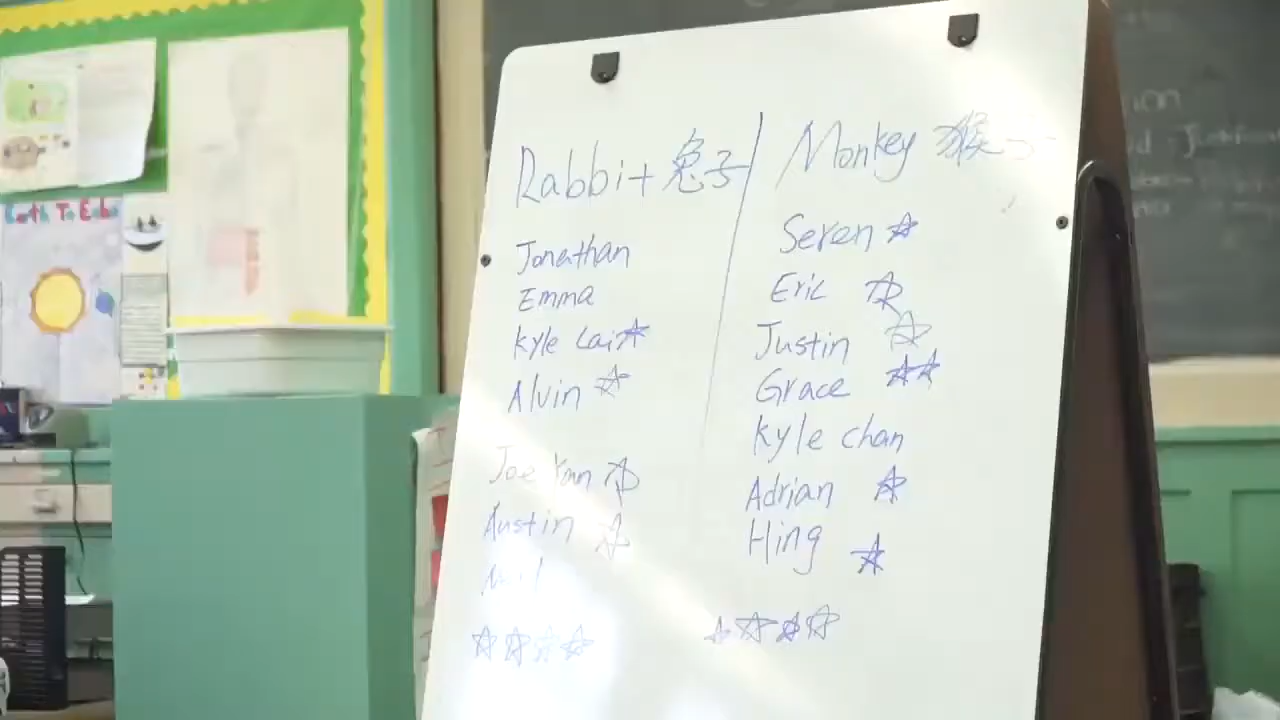 Rabbit 兔子
Jonathan
Emma
Kyle Lai ☆
Alvin ☆
Joe Yan ☆
Austin ☆
☆☆☆☆
Monkey 猴子
Seren ☆
Eric ☆
Justin ☆
Grace ☆☆
Kyle chan
Adrian ☆
Hing ☆
☆☆☆☆